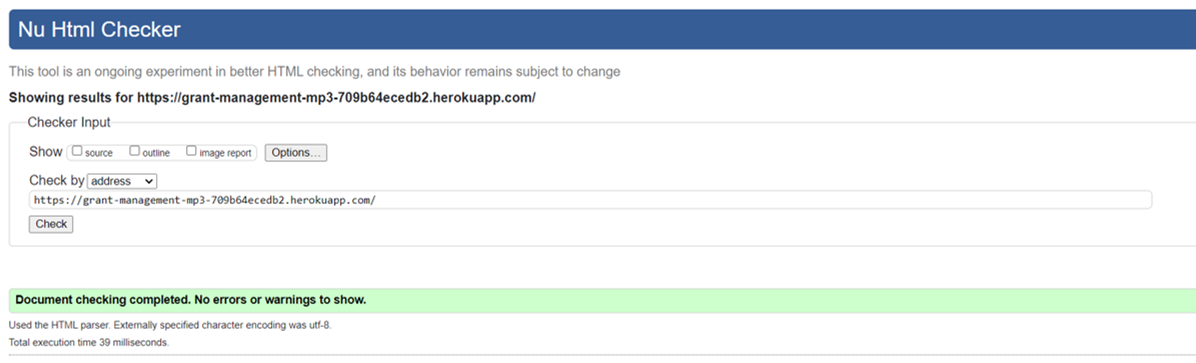 Nu Html Checker
This tool is an ongoing experiment in better HTML checking, and its behavior remains subject to change
Showing results for https://grant-management-mp3-709b64ecedb2.herokuapp.com/
Checker Input
Show source outline image report Options...
Check by address
https://grant-management-mp3-709b64ecedb2.herokuapp.com/
Check
Document checking completed. No errors or warnings to show.
Used the HTML parser. Externally specified character encoding was utf-8.
Total execution time 39 milliseconds.